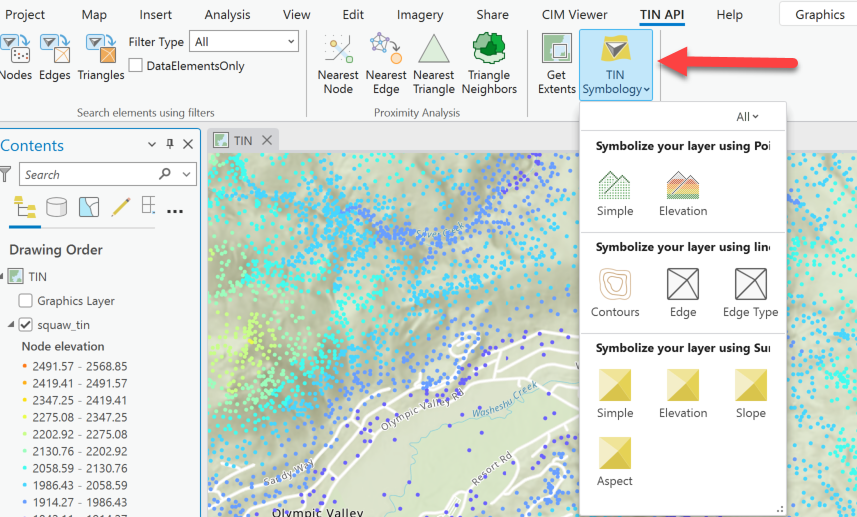 Project Map Insert Analysis View Edit Imagery Share CIM Viewer TIN API Help Graphics
Nodes Edges Triangles
Filter Type All
DataElementsOnly
Search elements using filters
Nearest Node
Nearest Edge
Nearest Triangle
Triangle Neighbors
Proximity Analysis
Get Extents
TIN Symbology
Contents
Search
Drawing Order
TIN
Graphics Layer
squaw_tin
Node elevation
2491.57 - 2568.85
2419.41 - 2491.57
2347.25 - 2419.41
2275.08 - 2347.25
2202.92 - 2275.08
2130.76 - 2202.92
2058.59 - 2130.76
1986.43 - 2058.59
1914.27 - 1986.43
TIN
Olympic Valley Rd
Washeshu Creek
Sandy Way
Resort Rd
Olympic Valley
All
Symbolize your layer using Poi
Simple Elevation
Symbolize your layer using line
Contours Edge Edge Type
Symbolize your layer using Sur
Simple Elevation Slope
Aspect